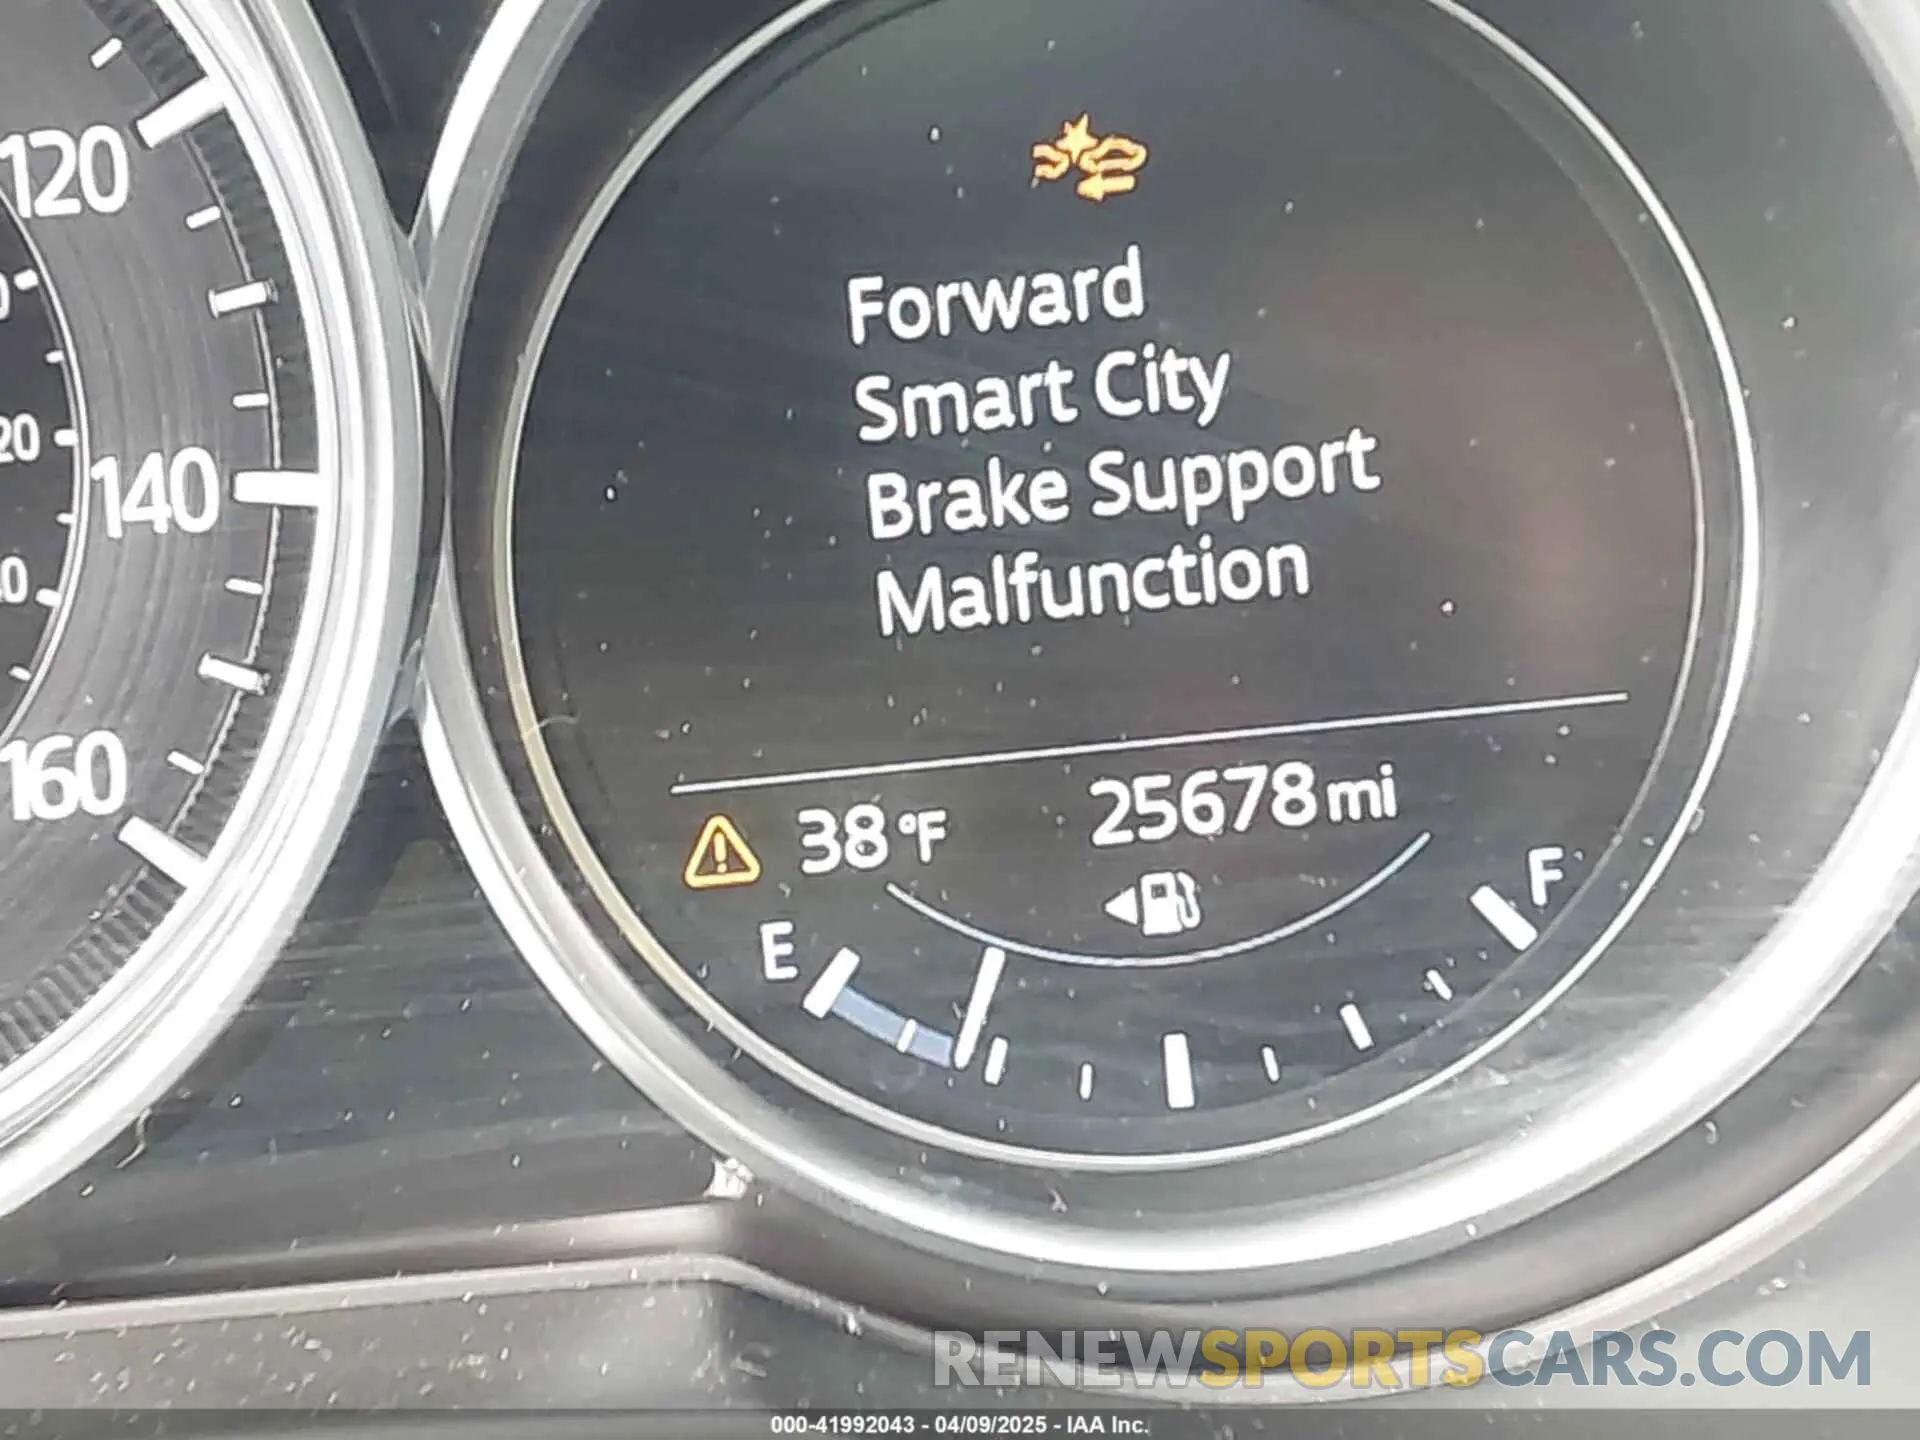 120
140
160
20
Forward
Smart City
Brake Support
Malfunction
38 °F
25678 mi
E
F
RENEWSPORTSCARS.COM
000-41992043 - 04/09/2025 - IAA Inc.